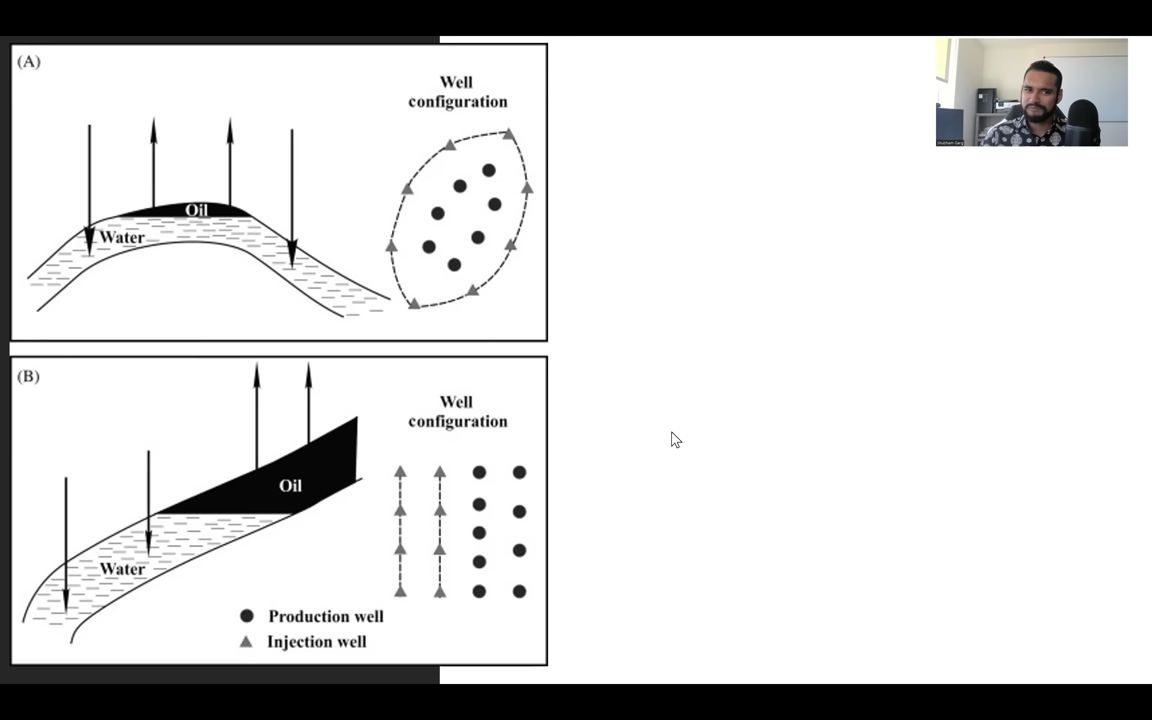 (A)
Well
configuration
Oil
Water
(B)
Well
configuration
Oil
Water
Production well
Injection well